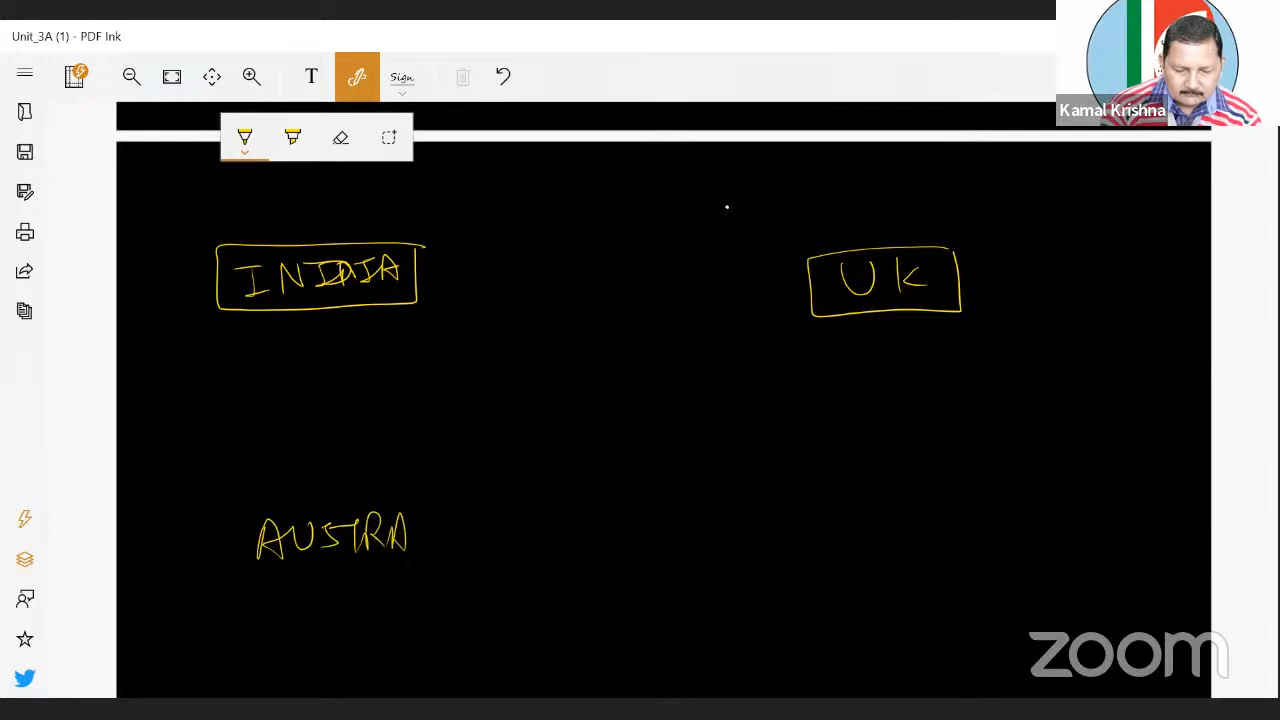 Unit_3A (1) - PDF Ink
T
Sign
Kamal Krishna
INDIA
UK
AUSTRA
zoom